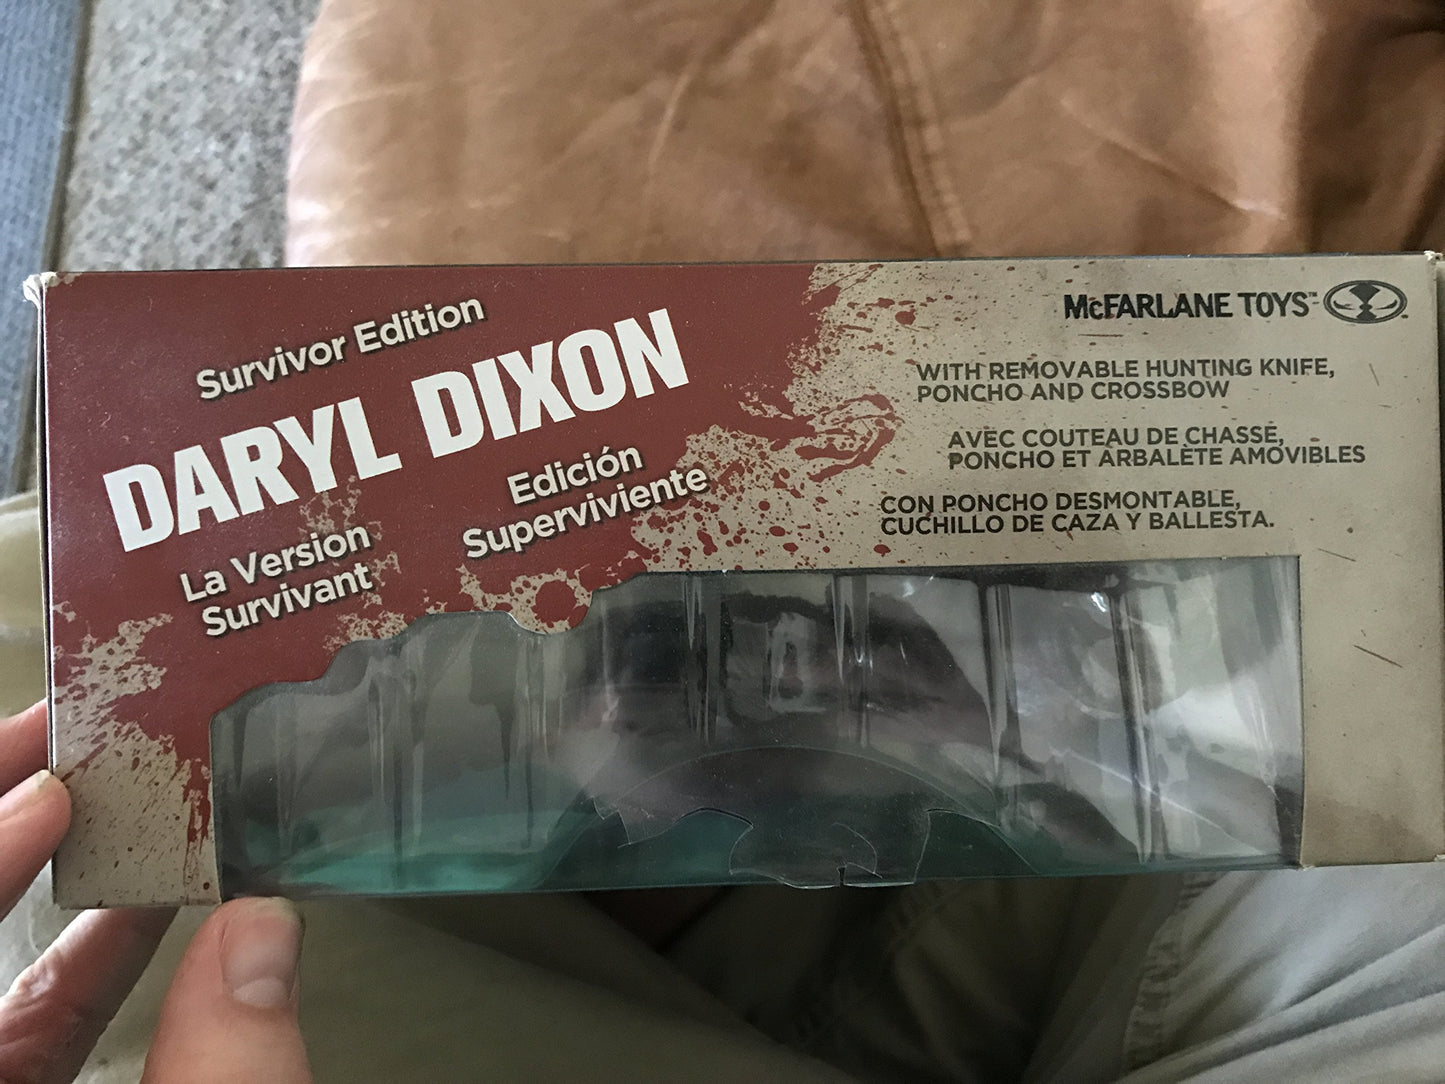 Survivor Edition
DARYL DIXON
La Version
Survivant
Edición
Superviviente
McFARLANE TOYS™
WITH REMOVABLE HUNTING KNIFE,
PONCHO AND CROSSBOW
AVEC COUTEAU DE CHASSE,
PONCHO ET ARBALÈTE AMOVIBLES
CON PONCHO DESMONTABLE,
CUCHILLO DE CAZA Y BALLESTA.